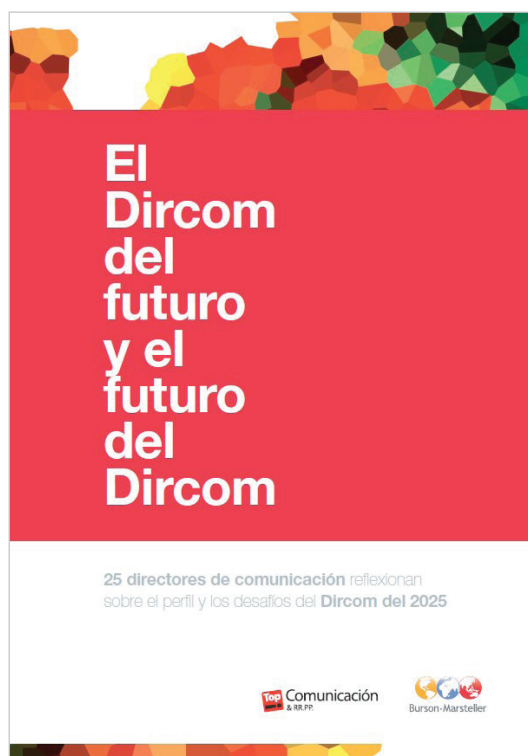 El
Dircom
del
futuro
y el
futuro
del
Dircom
25 directores de comunicación reflexionan
sobre el perfil y los desafíos del Dircom del 2025
Top Comunicación
& RR.PP.
Burson·Marsteller